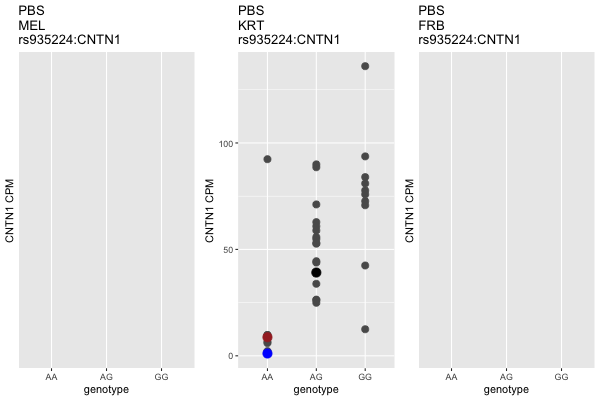 PBS
MEL
rs935224:CNTN1
CNTN1 CPM
AA AG GG
genotype
PBS
KRT
rs935224:CNTN1
CNTN1 CPM
100
50
0
AA AG GG
genotype
PBS
FRB
rs935224:CNTN1
CNTN1 CPM
AA AG GG
genotype